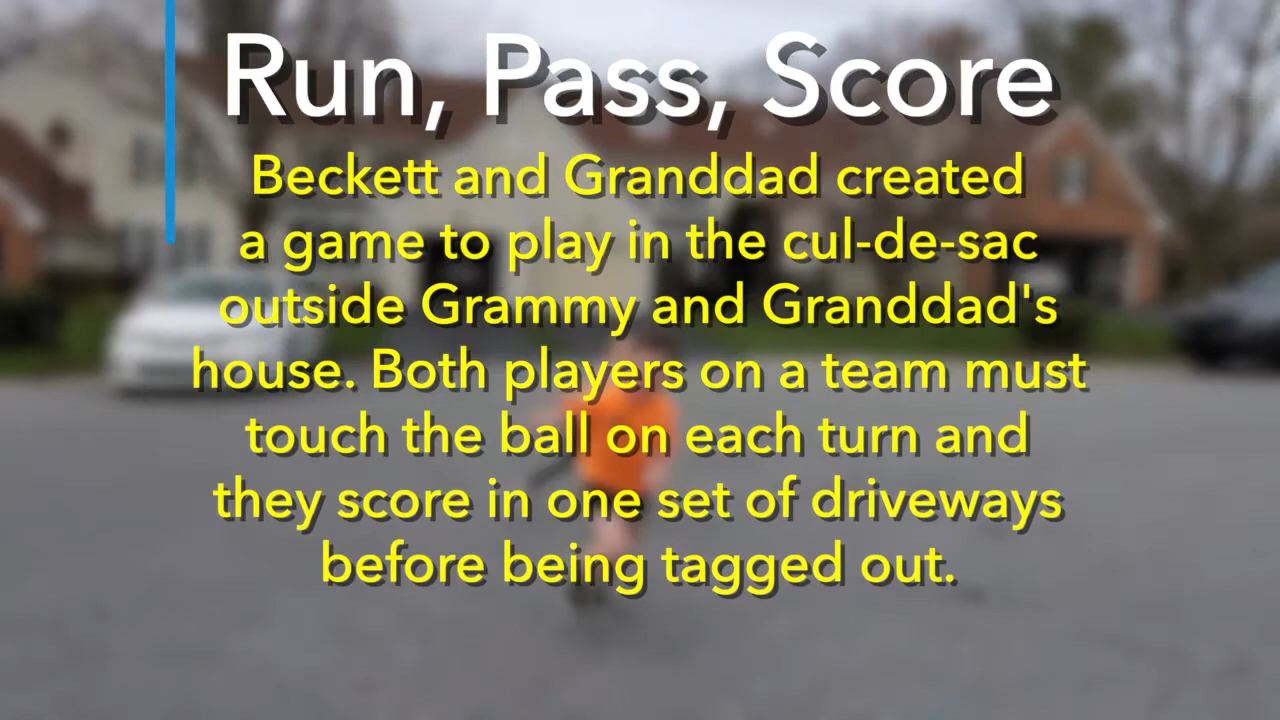 Run, Pass, Score
Beckett and Granddad created
a game to play in the cul-de-sac
outside Grammy and Granddad's
house. Both players on a team must
touch the ball on each turn and
they score in one set of driveways
before being tagged out.